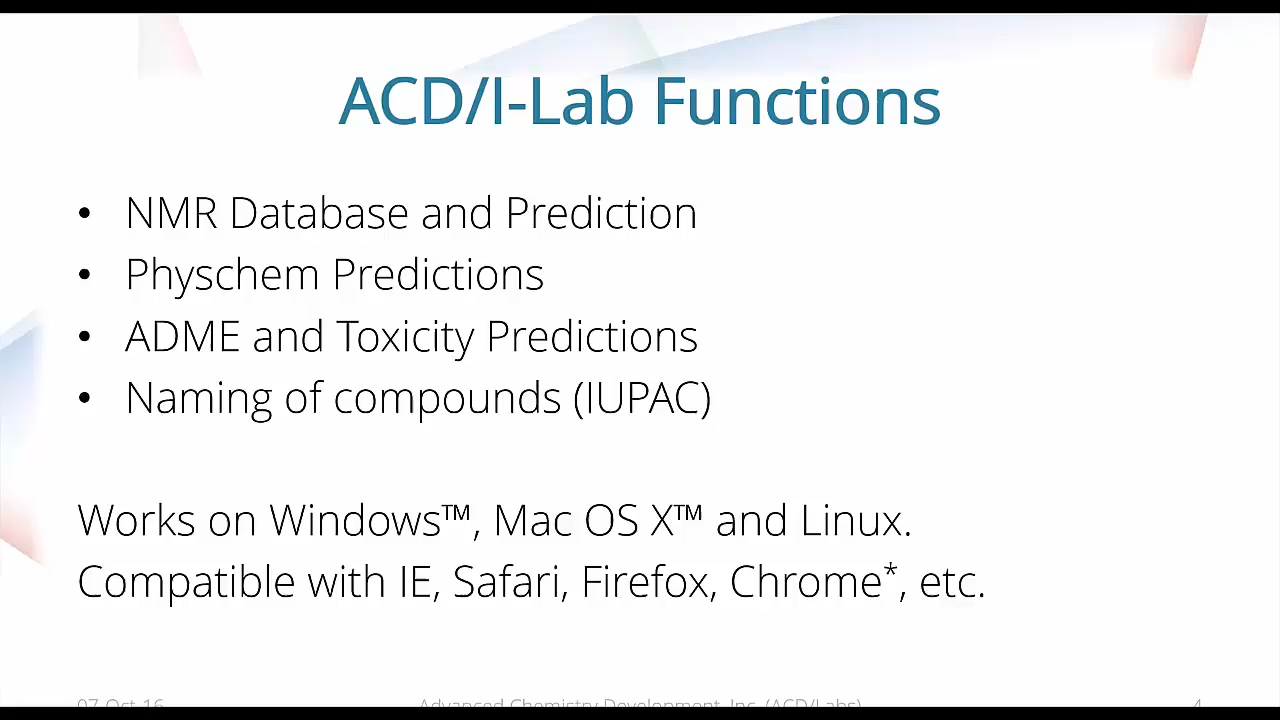 ACD/I-Lab Functions
• NMR Database and Prediction
• Physchem Predictions
• ADME and Toxicity Predictions
• Naming of compounds (IUPAC)
Works on Windows™, Mac OS X™ and Linux.
Compatible with IE, Safari, Firefox, Chrome*, etc.
07-Oct-16 Advanced Chemistry Development, Inc. (ACD/Labs) 4